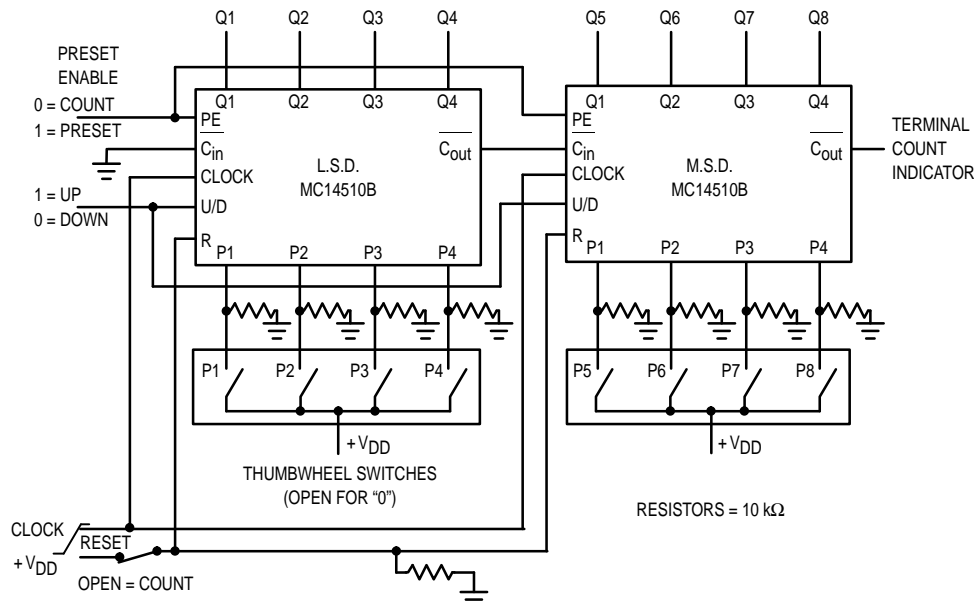 Q1 Q2 Q3 Q4 Q5 Q6 Q7 Q8
PRESET
ENABLE
0 = COUNT
1 = PRESET
1 = UP
0 = DOWN
Q1 Q2 Q3 Q4
PE
Cin
CLOCK
U/D
R
L.S.D.
MC14510B
Cout
P1 P2 P3 P4
Q1 Q2 Q3 Q4
PE
Cin
CLOCK
U/D
R
M.S.D.
MC14510B
Cout
P1 P2 P3 P4
TERMINAL
COUNT
INDICATOR
P1 P2 P3 P4
+ VDD
P5 P6 P7 P8
+ VDD
THUMBWHEEL SWITCHES
(OPEN FOR “0”)
RESISTORS = 10 kΩ
CLOCK
RESET
+ VDD
OPEN = COUNT